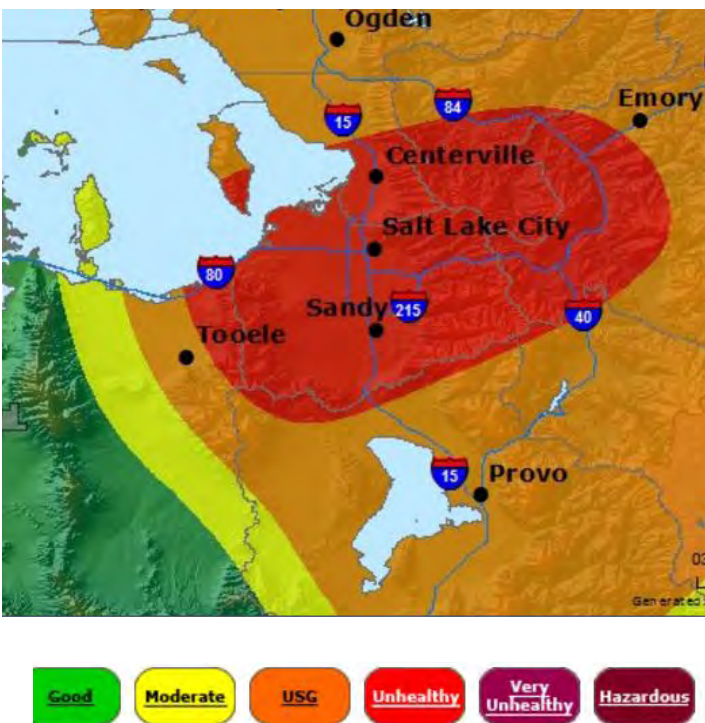 Ogden
84
Emory
15
Centerville
Salt Lake City
80
Sandy
215
40
Tooele
15
Provo
03
Generated
Good
Moderate
USG
Unhealthy
Very
Unhealthy
Hazardous